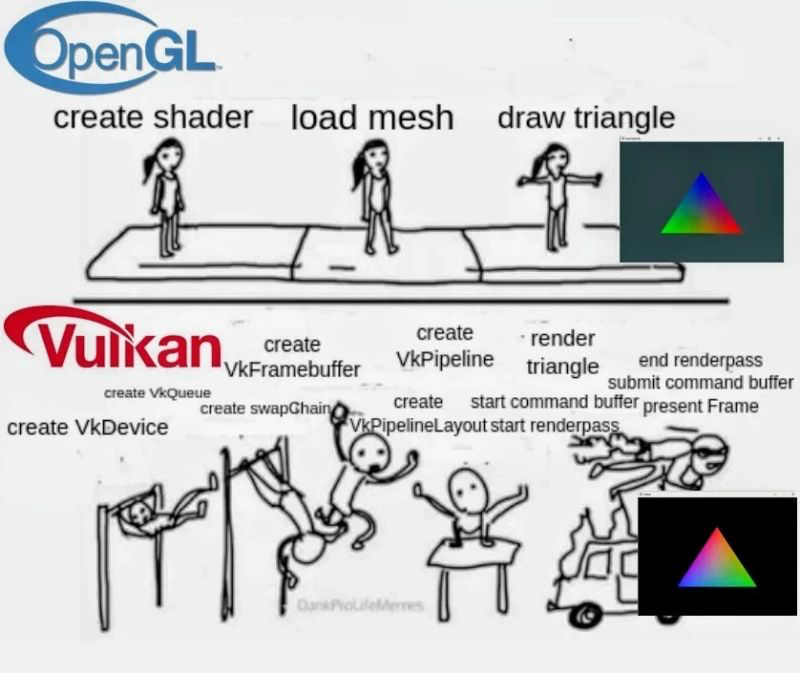 OpenGL
create shader
load mesh
draw triangle
Vulkan
create VkDevice
create VkQueue
create swapChain
create
VkFramebuffer
create
VkPipelineLayout
create
VkPipeline
start command buffer
start renderpass
render
triangle
end renderpass
submit command buffer
present Frame
DankProLifeMemes